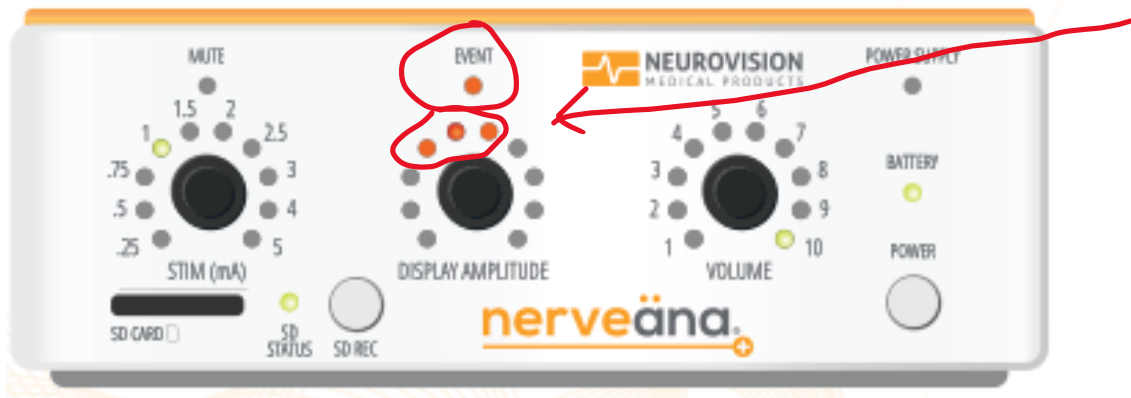 MUTE
EVENT
NEUROVISION
MEDICAL PRODUCTS
POWER SUPPLY
1.5 2
1 2.5
.75 3
.5 4
.25 5
STIM (mA)
DISPLAY AMPLITUDE
5 6
4 7
3 8
2 9
1 10
VOLUME
BATTERY
POWER
SD CARD
SD
STATUS
SD REC
nerveäna